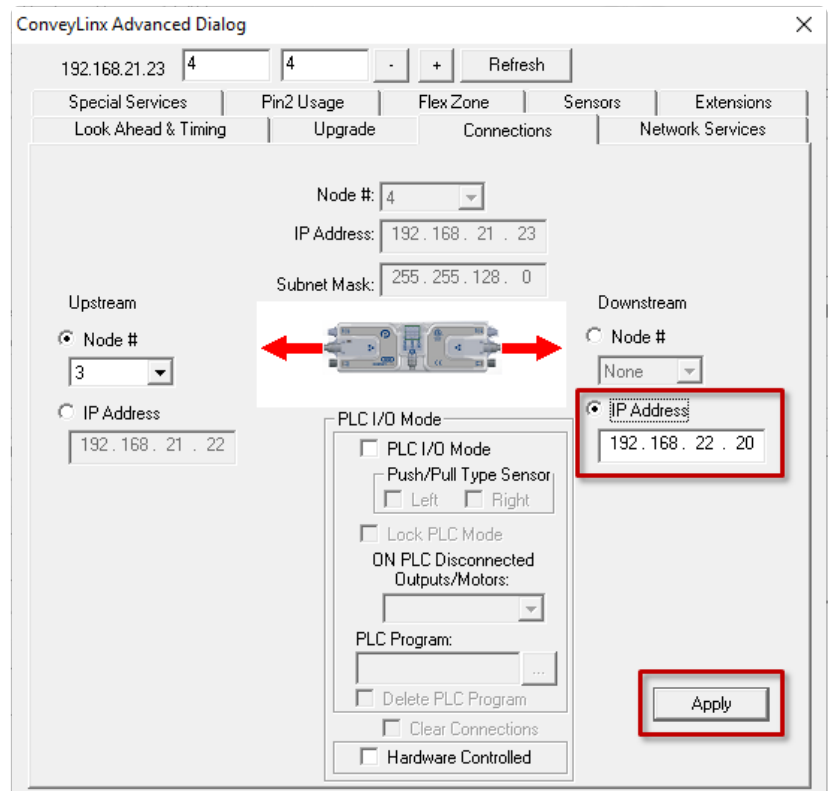 ConveyLinx Advanced Dialog
192.168.21.23 4 4 - + Refresh
Special Services Pin2 Usage Flex Zone Sensors Extensions
Look Ahead & Timing Upgrade Connections Network Services
Node #: 4
IP Address: 192 . 168 . 21 . 23
Subnet Mask: 255 . 255 . 128 . 0
Upstream
Node #
3
IP Address
192 . 168 . 21 . 22
Downstream
Node #
None
IP Address
192 . 168 . 22 . 20
PLC I/O Mode
PLC I/O Mode
Push/Pull Type Sensor
Left Right
Lock PLC Mode
ON PLC Disconnected
Outputs/Motors:
PLC Program:
...
Delete PLC Program
Clear Connections
Hardware Controlled
Apply